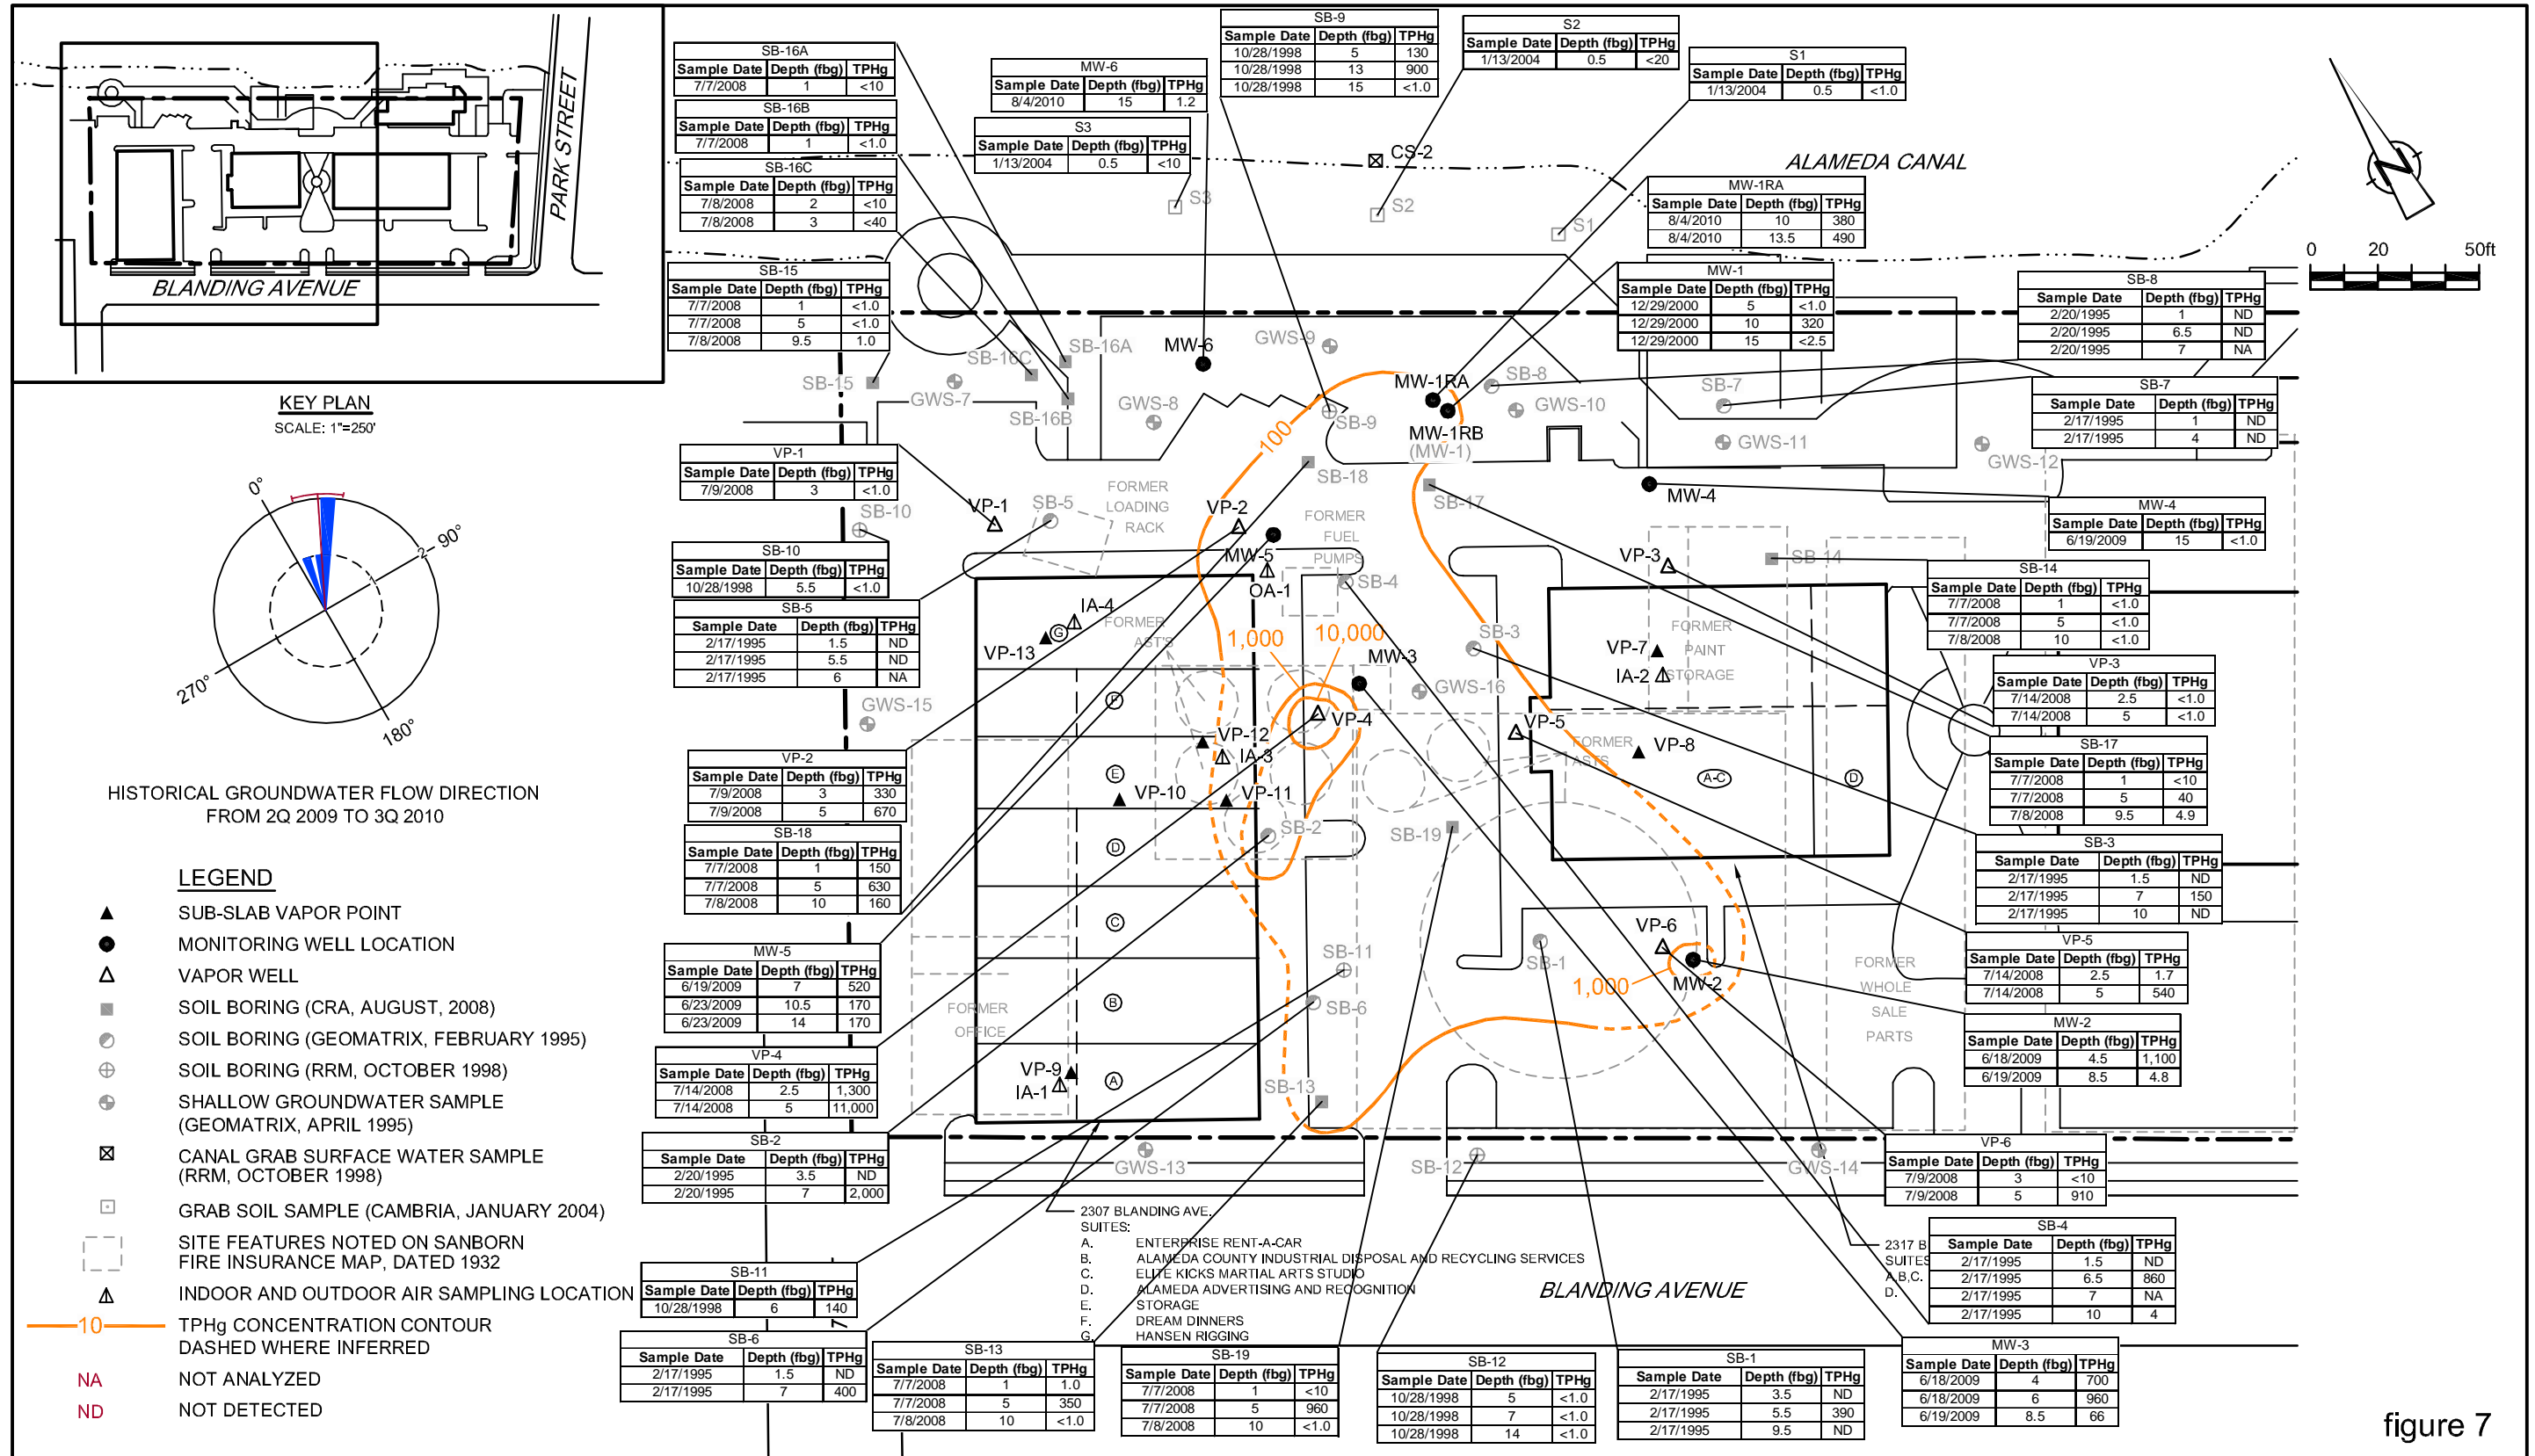 SB-16A
Sample Date Depth (fbg) TPHg
7/7/2008 1 <10
SB-16B
Sample Date Depth (fbg) TPHg
7/7/2008 1 <1.0
SB-16C
Sample Date Depth (fbg) TPHg
7/8/2008 2 <10
7/8/2008 3 <40
SB-15
Sample Date Depth (fbg) TPHg
7/7/2008 1 <1.0
7/7/2008 5 <1.0
7/8/2008 9.5 1.0
MW-6
Sample Date Depth (fbg) TPHg
8/4/2010 15 1.2
S3
Sample Date Depth (fbg) TPHg
1/13/2004 0.5 <10
SB-9
Sample Date Depth (fbg) TPHg
10/28/1998 5 130
10/28/1998 13 900
10/28/1998 15 <1.0
S2
Sample Date Depth (fbg) TPHg
1/13/2004 0.5 <20
S1
Sample Date Depth (fbg) TPHg
1/13/2004 0.5 <1.0
MW-1RA
Sample Date Depth (fbg) TPHg
8/4/2010 10 380
8/4/2010 13.5 490
MW-1
Sample Date Depth (fbg) TPHg
12/29/2000 5 <1.0
12/29/2000 10 320
12/29/2000 15 <2.5
SB-8
Sample Date Depth (fbg) TPHg
2/20/1995 1 ND
2/20/1995 6.5 ND
2/20/1995 7 NA
SB-7
Sample Date Depth (fbg) TPHg
2/17/1995 1 ND
2/17/1995 4 ND
MW-4
Sample Date Depth (fbg) TPHg
6/19/2009 15 <1.0
SB-14
Sample Date Depth (fbg) TPHg
7/7/2008 1 <1.0
7/7/2008 5 <1.0
7/8/2008 10 <1.0
VP-3
Sample Date Depth (fbg) TPHg
7/14/2008 2.5 <1.0
7/14/2008 5 <1.0
SB-17
Sample Date Depth (fbg) TPHg
7/7/2008 1 <10
7/7/2008 5 40
7/8/2008 9.5 4.9
SB-3
Sample Date Depth (fbg) TPHg
2/17/1995 1.5 ND
2/17/1995 7 150
2/17/1995 10 ND
VP-5
Sample Date Depth (fbg) TPHg
7/14/2008 2.5 1.7
7/14/2008 5 540
MW-2
Sample Date Depth (fbg) TPHg
6/18/2009 4.5 1,100
6/19/2009 8.5 4.8
VP-6
Sample Date Depth (fbg) TPHg
7/9/2008 3 <10
7/9/2008 5 910
SB-4
Sample Date Depth (fbg) TPHg
2/17/1995 1.5 ND
2/17/1995 6.5 860
2/17/1995 7 NA
2/17/1995 10 4
MW-3
Sample Date Depth (fbg) TPHg
6/18/2009 4 700
6/18/2009 6 960
6/19/2009 8.5 66
VP-1
Sample Date Depth (fbg) TPHg
7/9/2008 3 <1.0
SB-10
Sample Date Depth (fbg) TPHg
10/28/1998 5.5 <1.0
SB-5
Sample Date Depth (fbg) TPHg
2/17/1995 1.5 ND
2/17/1995 5.5 ND
2/17/1995 6 NA
VP-2
Sample Date Depth (fbg) TPHg
7/9/2008 3 330
7/9/2008 5 670
SB-18
Sample Date Depth (fbg) TPHg
7/7/2008 1 150
7/7/2008 5 630
7/8/2008 10 160
MW-5
Sample Date Depth (fbg) TPHg
6/19/2009 7 520
6/23/2009 10.5 170
6/23/2009 14 170
VP-4
Sample Date Depth (fbg) TPHg
7/14/2008 2.5 1,300
7/14/2008 5 11,000
SB-2
Sample Date Depth (fbg) TPHg
2/20/1995 3.5 ND
2/20/1995 7 2,000
SB-11
Sample Date Depth (fbg) TPHg
10/28/1998 6 140
SB-6
Sample Date Depth (fbg) TPHg
2/17/1995 1.5 ND
2/17/1995 7 400
SB-13
Sample Date Depth (fbg) TPHg
7/7/2008 1 1.0
7/7/2008 5 350
7/8/2008 10 <1.0
SB-19
Sample Date Depth (fbg) TPHg
7/7/2008 1 <10
7/7/2008 5 960
7/8/2008 10 <1.0
SB-12
Sample Date Depth (fbg) TPHg
10/28/1998 5 <1.0
10/28/1998 7 <1.0
10/28/1998 14 <1.0
SB-1
Sample Date Depth (fbg) TPHg
2/17/1995 3.5 ND
2/17/1995 5.5 390
2/17/1995 9.5 ND
PARK STREET
BLANDING AVENUE
KEY PLAN
SCALE: 1"=250'
0°
90°
2
180°
270°
HISTORICAL GROUNDWATER FLOW DIRECTION
FROM 2Q 2009 TO 3Q 2010
LEGEND
SUB-SLAB VAPOR POINT
MONITORING WELL LOCATION
VAPOR WELL
SOIL BORING (CRA, AUGUST, 2008)
SOIL BORING (GEOMATRIX, FEBRUARY 1995)
SOIL BORING (RRM, OCTOBER 1998)
SHALLOW GROUNDWATER SAMPLE
(GEOMATRIX, APRIL 1995)
CANAL GRAB SURFACE WATER SAMPLE
(RRM, OCTOBER 1998)
GRAB SOIL SAMPLE (CAMBRIA, JANUARY 2004)
SITE FEATURES NOTED ON SANBORN
FIRE INSURANCE MAP, DATED 1932
INDOOR AND OUTDOOR AIR SAMPLING LOCATION
10 TPHg CONCENTRATION CONTOUR
DASHED WHERE INFERRED
NA NOT ANALYZED
ND NOT DETECTED
ALAMEDA CANAL
N
0 20 50ft
CS-2
S3
S2
S1
SB-15
GWS-7
SB-16C
SB-16A
SB-16B
MW-6
GWS-8
GWS-9
SB-9
MW-1RA
MW-1RB
(MW-1)
SB-8
GWS-10
SB-7
GWS-11
GWS-12
100
SB-18
SB-17
MW-4
SB-10
VP-1
SB-5
FORMER
LOADING
RACK
VP-2
MW-5
OA-1
FORMER
FUEL
PUMPS
SB-4
VP-3
SB-14
IA-4
G
VP-13
FORMER
AST'S
1,000
10,000
MW-3
SB-3
GWS-16
VP-7
IA-2
FORMER
PAINT
STORAGE
GWS-15
F
VP-4
VP-12
IA-3
VP-5
FORMER
ASTS
VP-8
A-C
D
E
VP-10
VP-11
SB-2
SB-19
D
C
B
A
SB-11
SB-6
SB-1
VP-6
MW-2
1,000
FORMER
WHOLE
SALE
PARTS
FORMER
OFFICE
VP-9
IA-1
SB-13
GWS-13
SB-12
GWS-14
2307 BLANDING AVE.
SUITES:
A. ENTERPRISE RENT-A-CAR
B. ALAMEDA COUNTY INDUSTRIAL DISPOSAL AND RECYCLING SERVICES
C. ELITE KICKS MARTIAL ARTS STUDIO
D. ALAMEDA ADVERTISING AND RECOGNITION
E. STORAGE
F. DREAM DINNERS
G. HANSEN RIGGING
2317 B
SUITES
A,B,C.
D.
BLANDING AVENUE
figure 7